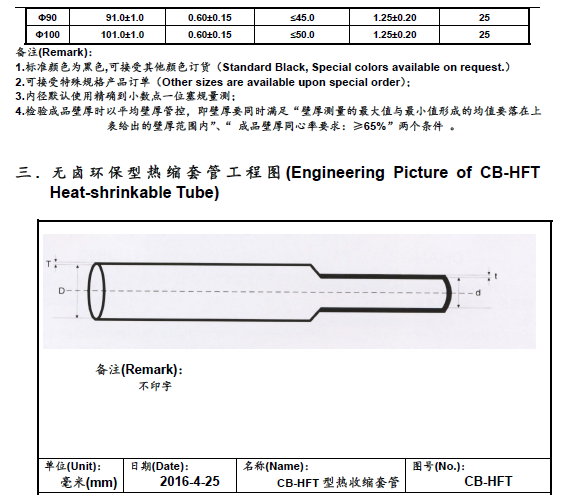 Φ90 91.0±1.0 0.60±0.15 ≤45.0 1.25±0.20 25
Φ100 101.0±1.0 0.60±0.15 ≤50.0 1.25±0.20 25
备注(Remark)：
1.标准颜色为黑色,可接受其他颜色订货（Standard Black, Special colors available on request.）
2.可接受特殊规格产品订单（Other sizes are available upon special order）;
3.内径默认使用精确到小数点一位塞规量测；
4.检验成品壁厚时以平均壁厚管控，即壁厚要同时满足“壁厚测量的最大值与最小值形成的均值要落在上
表给出的壁厚范围内”、“ 成品壁厚同心率要求：≥65%”两个条件 。
三．无卤环保型热缩套管工程图(Engineering Picture of CB-HFT
Heat-shrinkable Tube)
T
t
D
d
备注(Remark)：
不印字
单位(Unit)： 日期(Date)： 名称(Name)： 图号(No.)：
毫米(mm) 2016-4-25 CB-HFT 型热收缩套管 CB-HFT